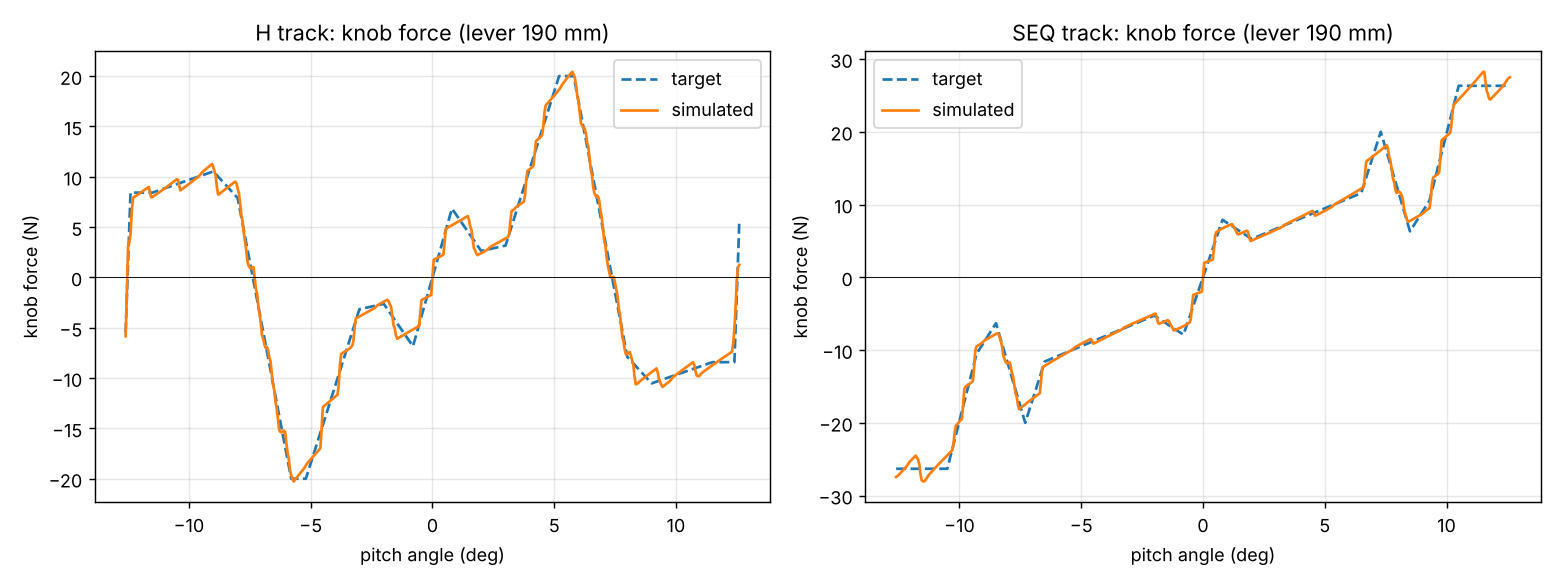 H track: knob force (lever 190 mm)
target
simulated
20
15
10
5
0
−5
−10
−15
−20
knob force (N)
−10
−5
0
5
10
pitch angle (deg)
SEQ track: knob force (lever 190 mm)
target
simulated
30
20
10
0
−10
−20
−30
knob force (N)
−10
−5
0
5
10
pitch angle (deg)